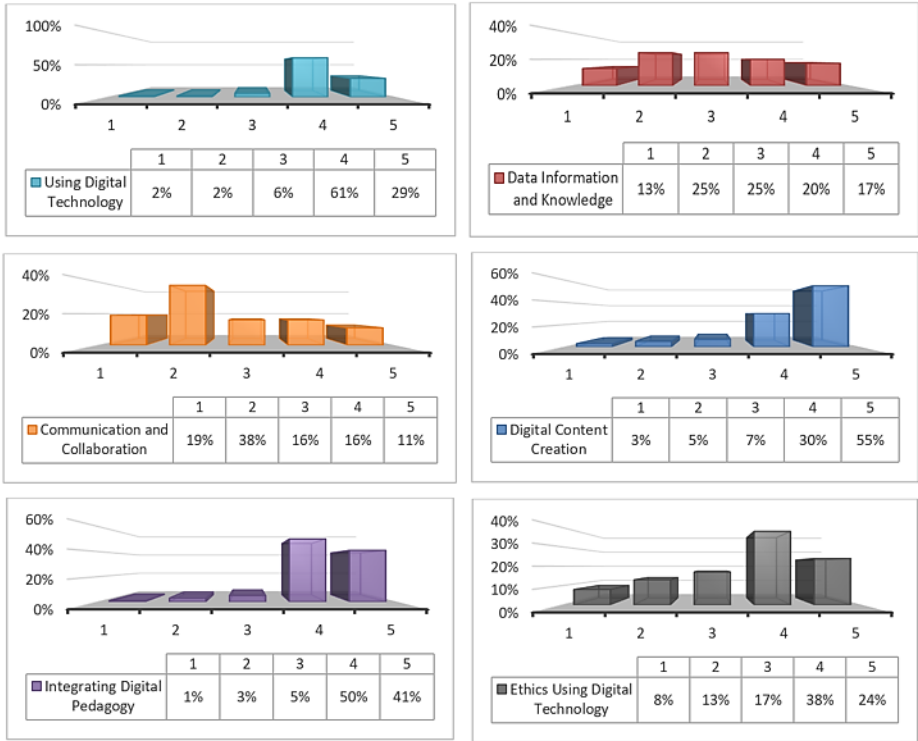 100%
50%
0%
1 2 3 4 5
1 2 3 4 5
Using Digital
Technology
2% 2% 6% 61% 29%
40%
20%
0%
1 2 3 4 5
1 2 3 4 5
Data Information
and Knowledge
13% 25% 25% 20% 17%
40%
20%
0%
1 2 3 4 5
1 2 3 4 5
Communication and
Collaboration
19% 38% 16% 16% 11%
60%
40%
20%
0%
1 2 3 4 5
1 2 3 4 5
Digital Content
Creation
3% 5% 7% 30% 55%
60%
40%
20%
0%
1 2 3 4 5
1 2 3 4 5
Integrating Digital
Pedagogy
1% 3% 5% 50% 41%
40%
30%
20%
10%
0%
1 2 3 4 5
1 2 3 4 5
Ethics Using Digital
Technology
8% 13% 17% 38% 24%